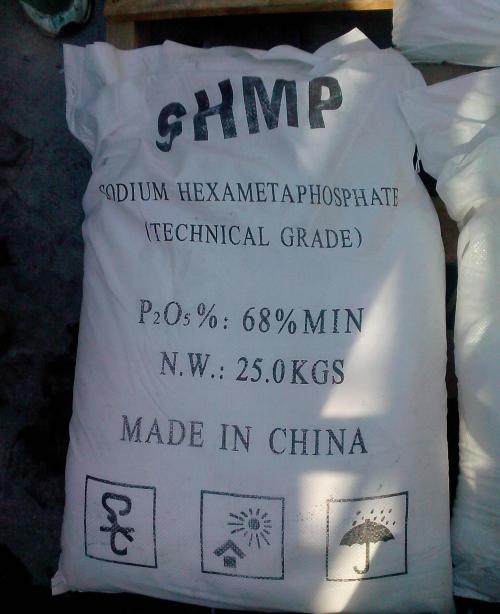 SHMP
SODIUM HEXAMETAPHOSPHATE
(TECHNICAL GRADE)
P₂O₅%: 68%MIN
N.W.: 25.0KGS
MADE IN CHINA